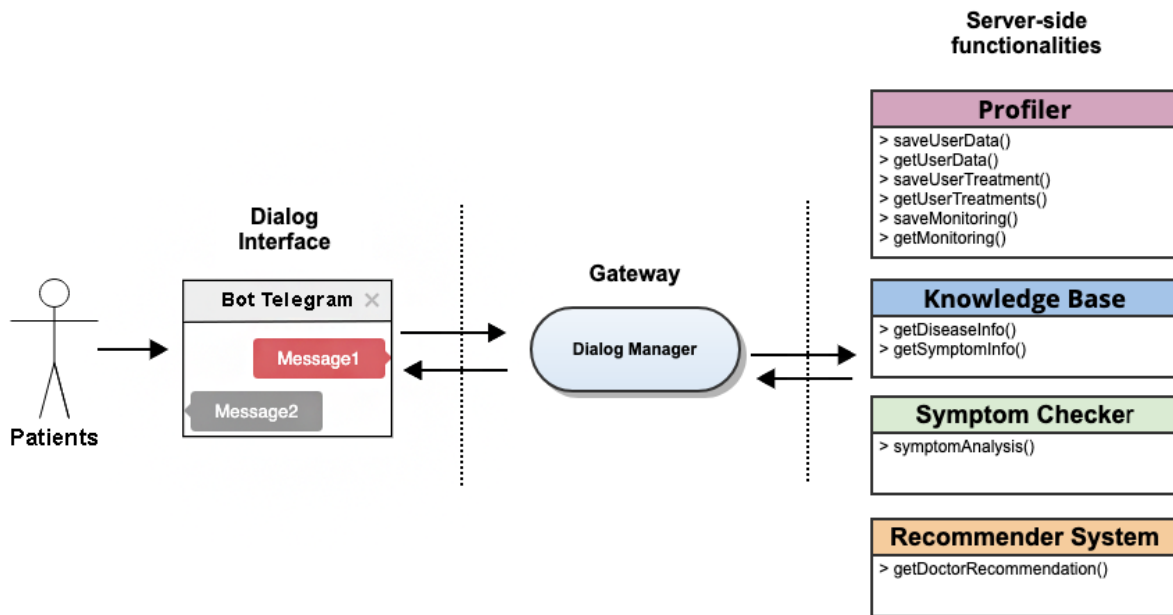 Server-side
functionalities
Profiler
> saveUserData()
> getUserData()
> saveUserTreatment()
> getUserTreatments()
> saveMonitoring()
> getMonitoring()
Dialog
Interface
Bot Telegram ×
Message1
Message2
Patients
Gateway
Dialog Manager
Knowledge Base
> getDiseaseInfo()
> getSymptomInfo()
Symptom Checker
> symptomAnalysis()
Recommender System
> getDoctorRecommendation()